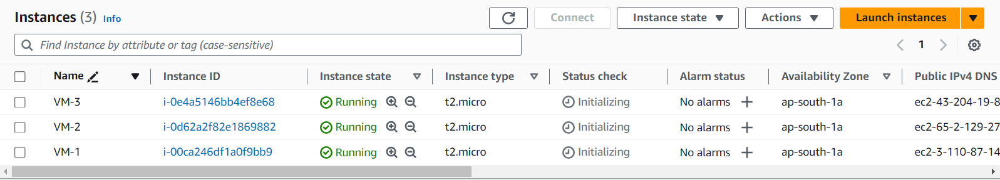 Instances (3) Info Connect Instance state Actions Launch instances
Find Instance by attribute or tag (case-sensitive) 1
Name Instance ID Instance state Instance type Status check Alarm status Availability Zone Public IPv4 DNS
VM-3 i-0e4a5146bb4ef8e68 Running t2.micro Initializing No alarms ap-south-1a ec2-43-204-19-8
VM-2 i-0d62a2f82e1869882 Running t2.micro Initializing No alarms ap-south-1a ec2-65-2-129-27
VM-1 i-00ca246df1a0f9bb9 Running t2.micro Initializing No alarms ap-south-1a ec2-3-110-87-14